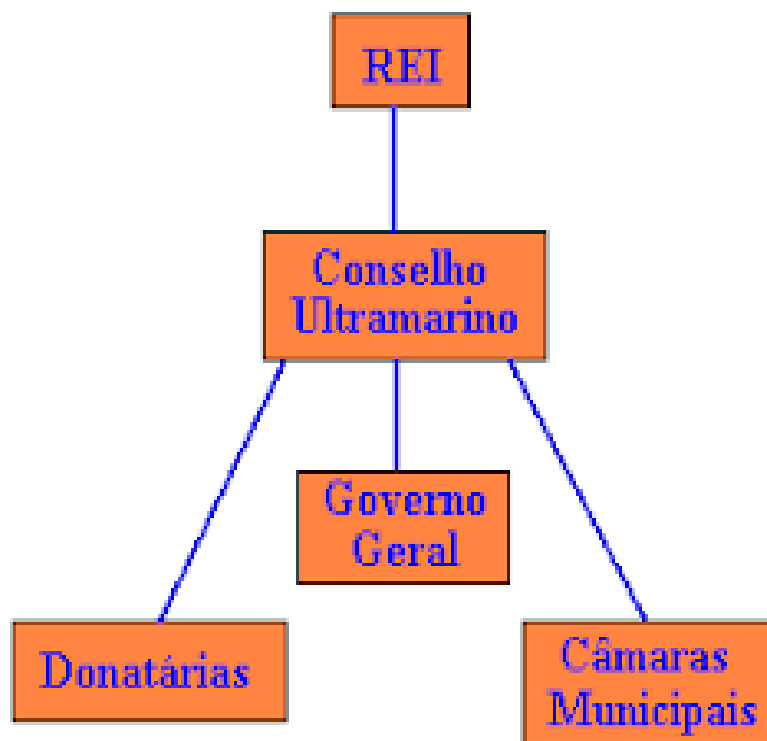 REI
Conselho
Ultramarino
Governo
Geral
Donatárias
Câmaras
Municipais